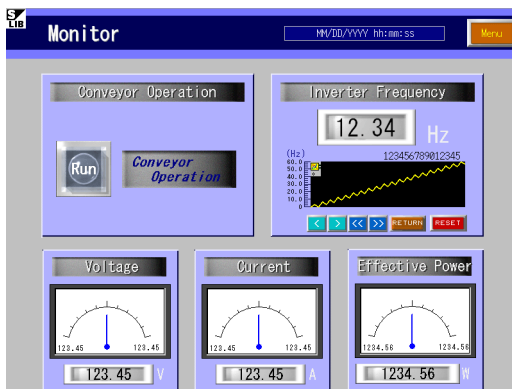 S
LIB
Monitor
MM/DD/YYYY hh:mm:ss
Menu
Conveyor Operation
Run
Conveyor
Operation
Inverter Frequency
12.34
Hz
(Hz)
123456789012345
60.0
50.0
40.0
30.0
20.0
10.0
0
< > << >> RETURN RESET
Voltage
123.45 123.45
123.45 V
Current
123.45 123.45
123.45 A
Effective Power
1234.56 1234.56
1234.56 W